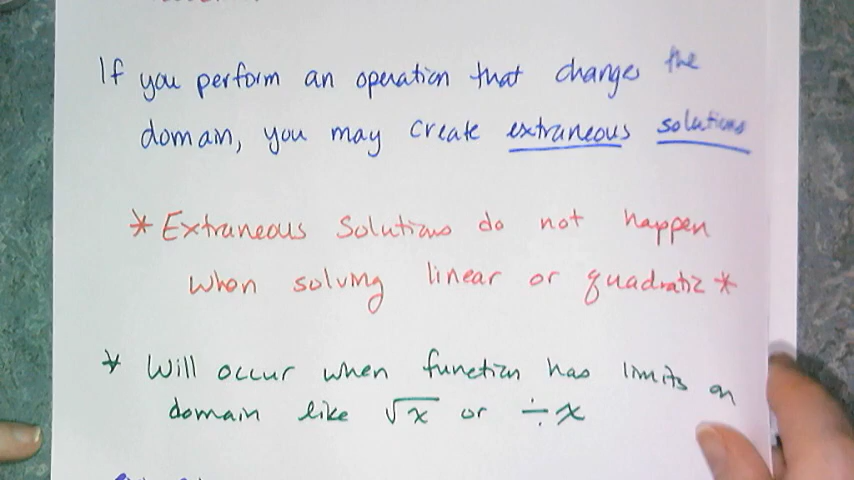 If you perform an operation that changes the
domain, you may create extraneous solutions
* Extraneous Solutions do not happen
when solving linear or quadratic *
* Will occur when function has limits on
domain like √x or ÷x